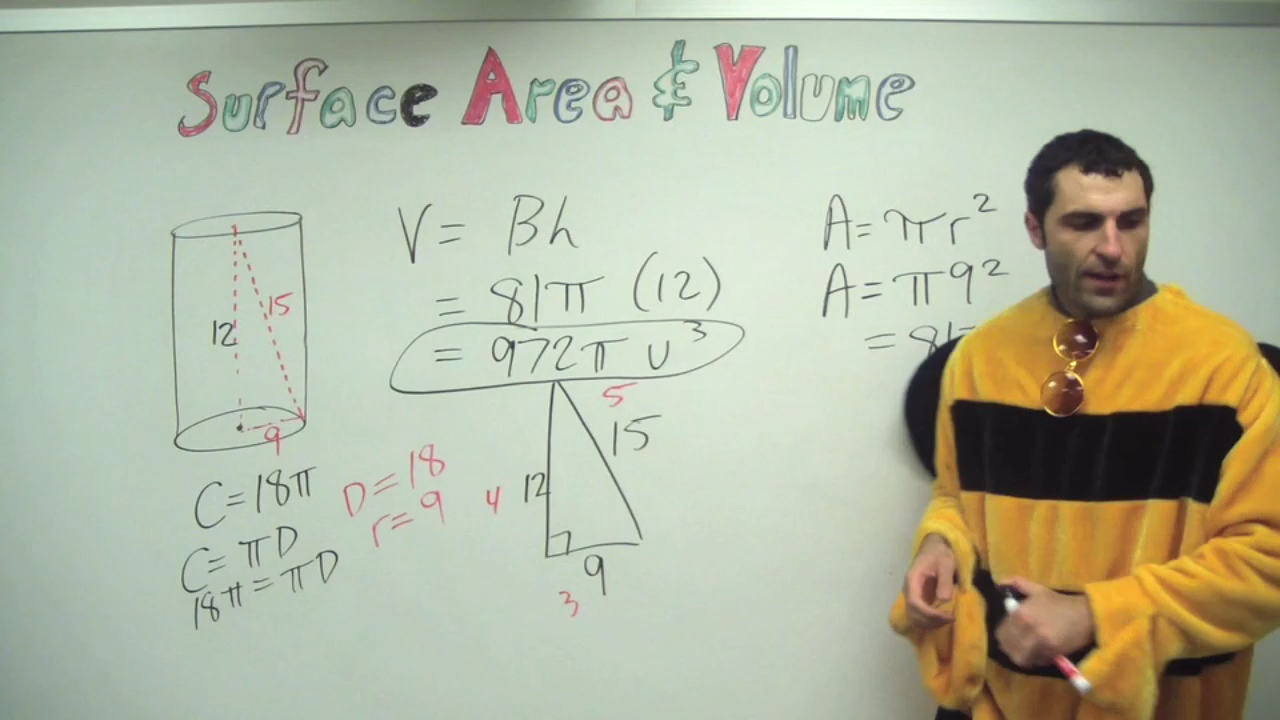 Surface Area & Volume
12
15
9
C=18π
C=πD
18π=πD
D=18
r=9
V= Bh
= 81π (12)
= 972π u³
5
15
4
12
9
3
A=πr²
A=π9²
=81